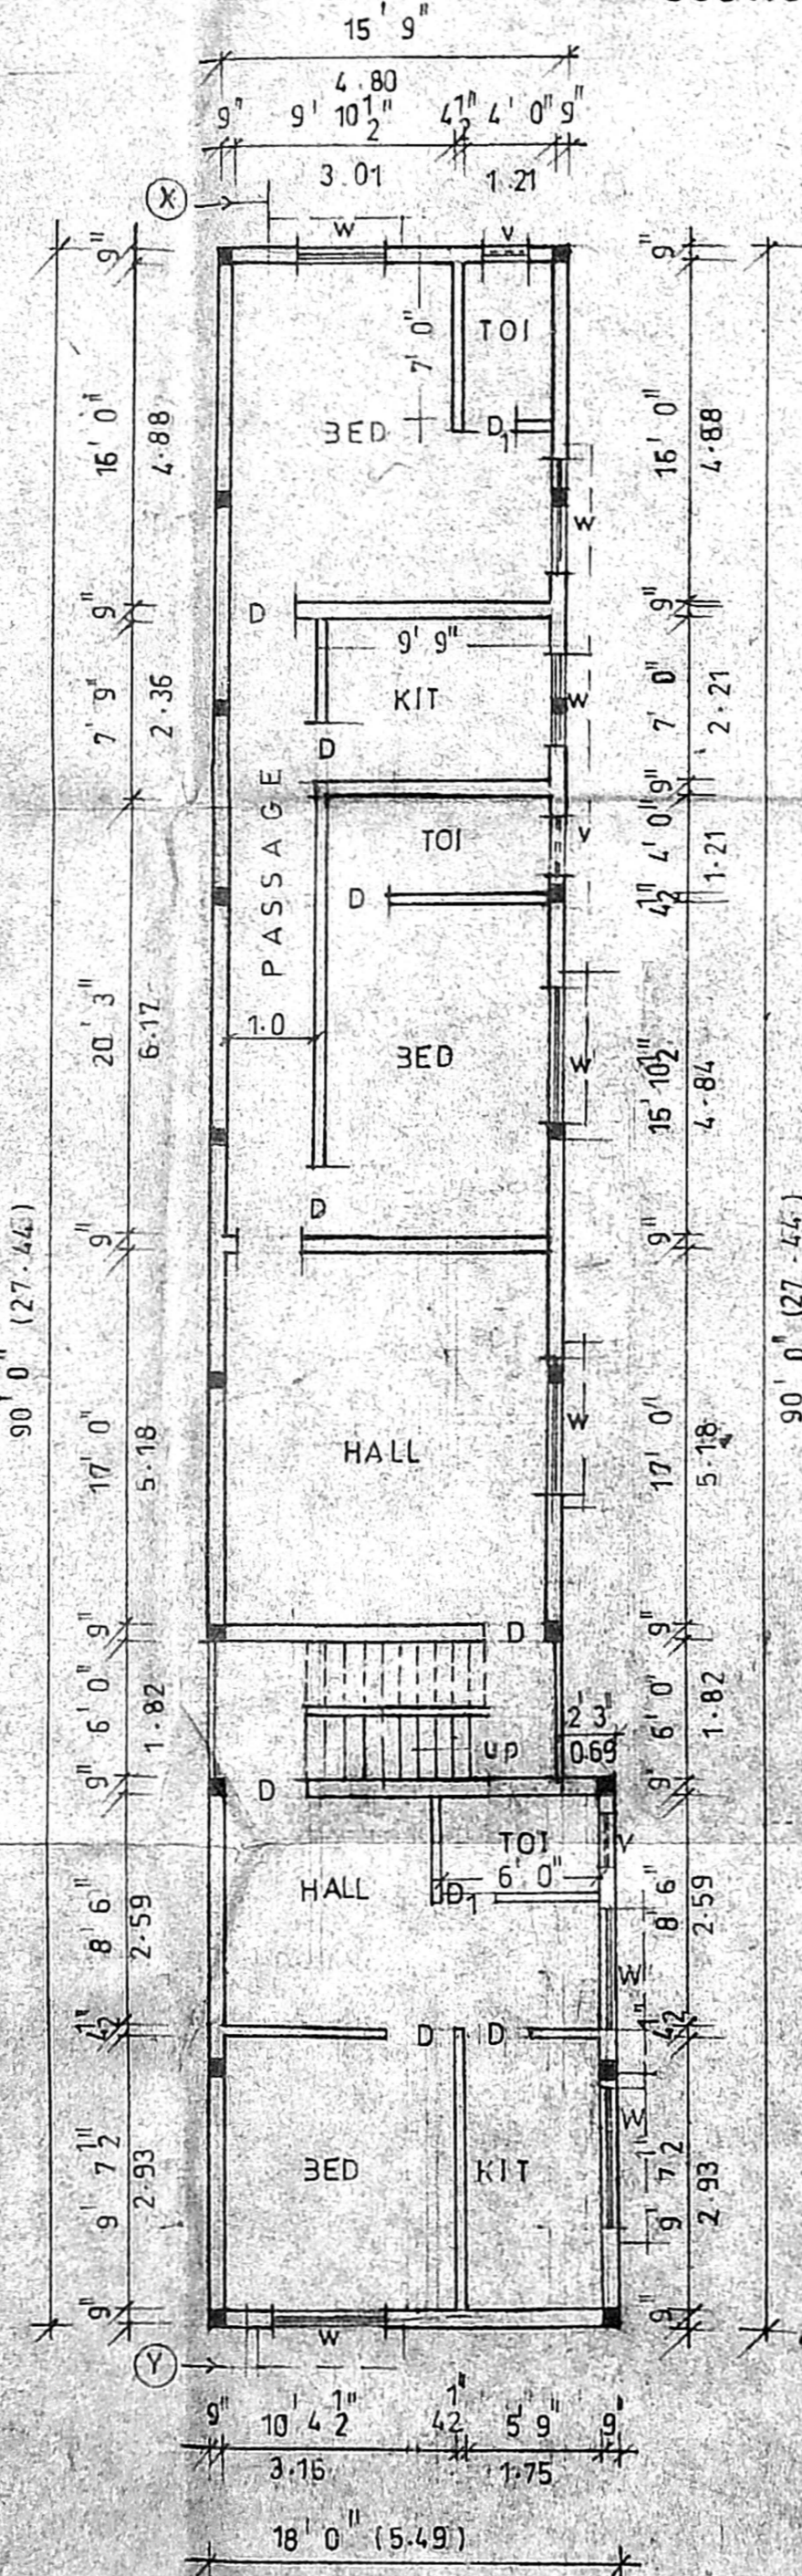 15' 9"
4.80
9" 9' 10½" 4½" 4' 0" 9"
3.01 1.21
X
W V
9" 9"
7' 0"
TOI
16' 0" 4.88
BED
D1
16' 0" 4.88
W
9" D 9"
9' 9"
7' 9" 2.36
KIT
W
7' 0" 2.21
D
9"
PASSAGE
TOI
V
4' 0" 1.21
D
4½"
20' 3" 6.17
1.0
BED
W
15' 10½" 4.84
D
9" 9"
90' 0" (27.44)
90' 0" (27.44)
17' 0" 5.18
HALL
W
17' 0" 5.18
9" D 9"
6' 0" 1.82
up
2' 3"
0.69
6' 0" 1.82
9" D 9"
TOI
V
8' 6" 2.59
HALL
6' 0"
D1
8' 6" 2.59
W
4½" D D 4½"
W
9' 7½" 2.93
BED
KIT
9' 7½" 2.93
9" 9"
W
Y
9" 10' 4½" 4½" 5' 9" 9"
3.16 1.75
18' 0" (5.49)